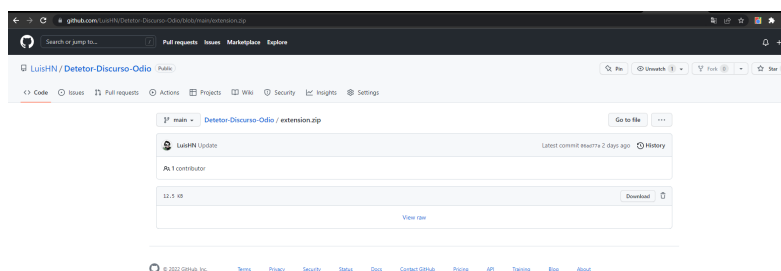 github.com/LuisHN/Detetor-Discurso-Odio/blob/main/extension.zip
Search or jump to... / Pull requests Issues Marketplace Explore
LuisHN / Detetor-Discurso-Odio Public
Pin Unwatch 1 Fork 0 Star
Code Issues Pull requests Actions Projects Wiki Security Insights Settings
main Detetor-Discurso-Odio / extension.zip Go to file ...
LuisHN Update Latest commit 2 days ago History
1 contributor
12.5 KB Download
View raw
© 2022 GitHub, Inc. Terms Privacy Security Status Docs Contact GitHub Pricing API Training Blog About